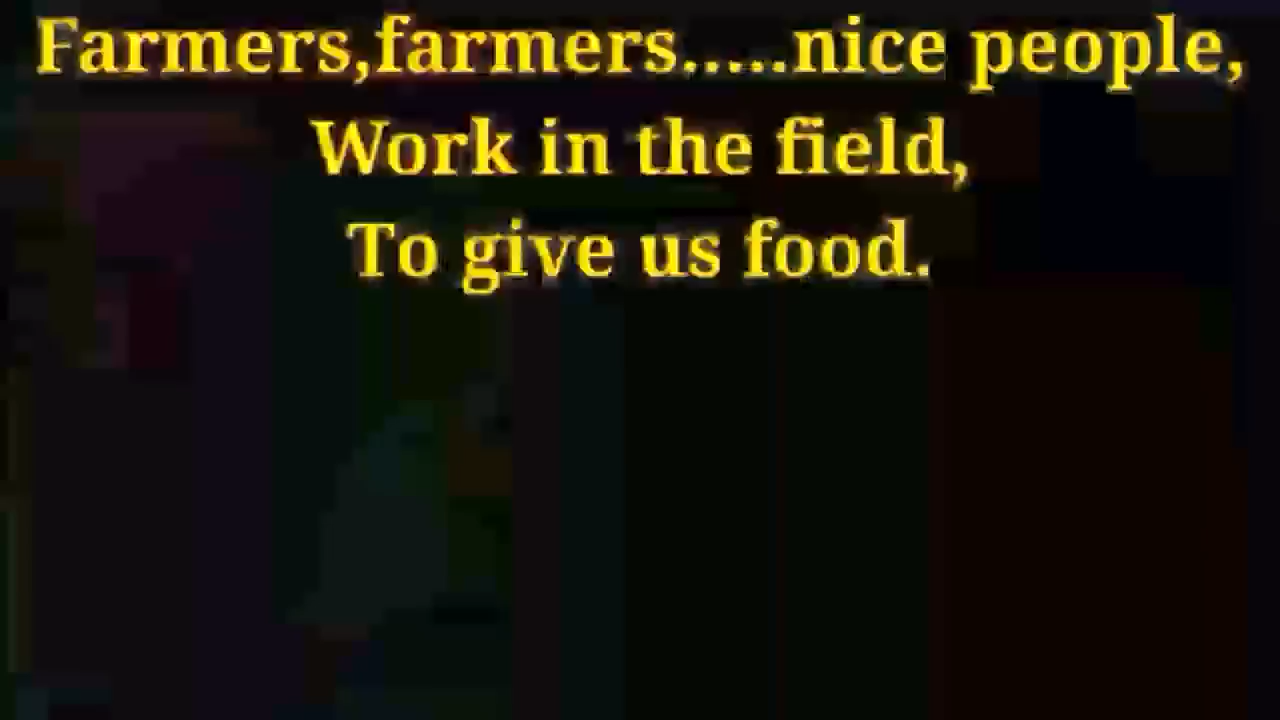 Farmers,farmers.....nice people,
Work in the field,
To give us food.